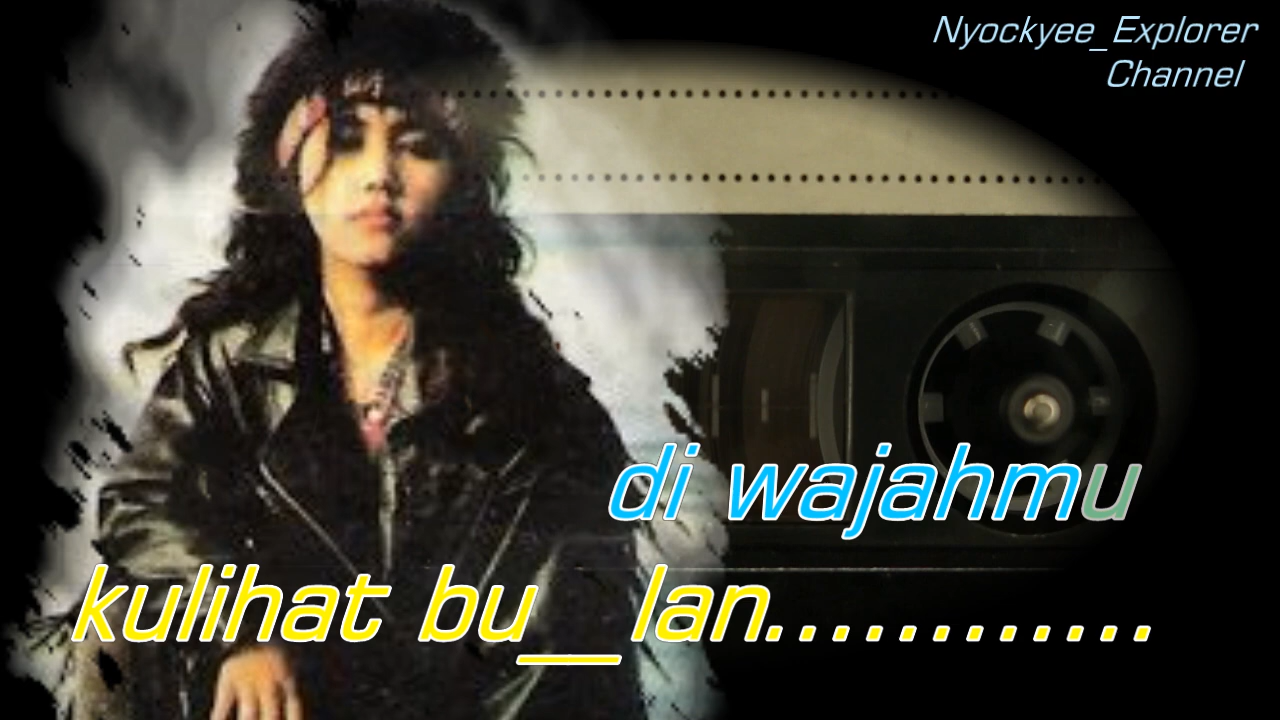 Nyockyee_Explorer
Channel
di wajahmu
kulihat bu__lan............